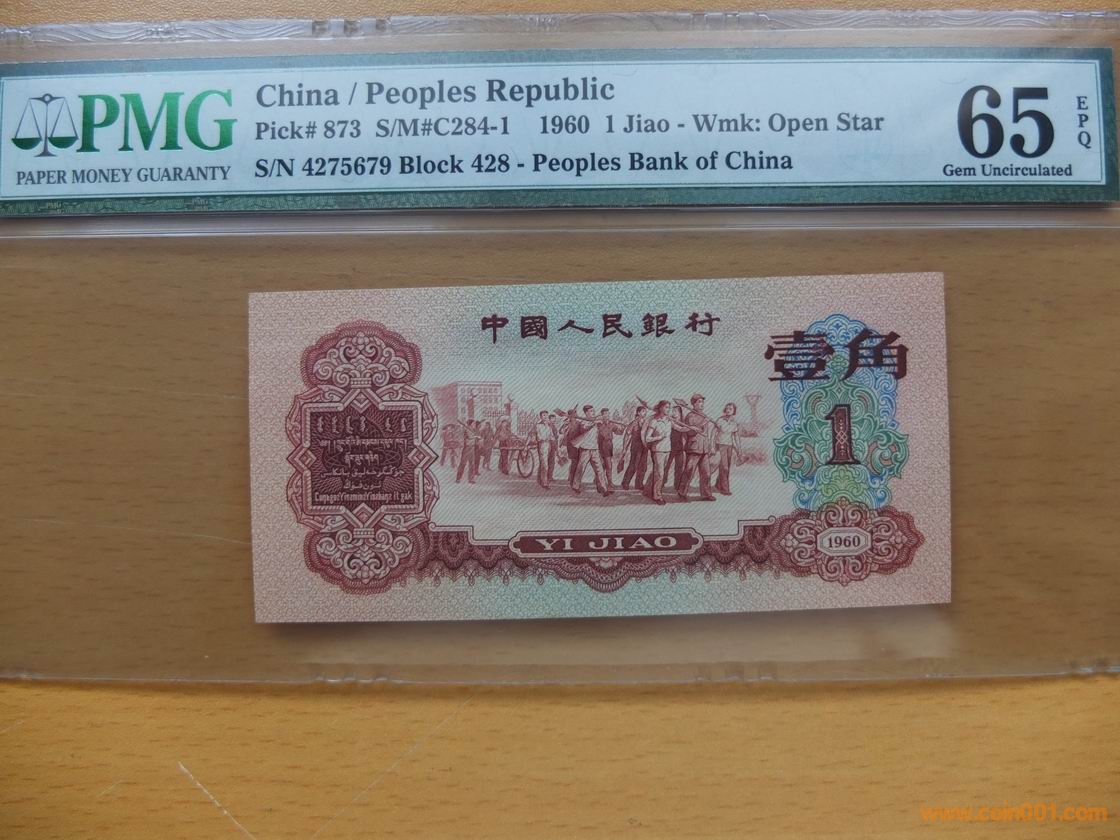 PMG
PAPER MONEY GUARANTY
China / Peoples Republic
Pick# 873 S/M#C284-1 1960 1 Jiao - Wmk: Open Star
S/N 4275679 Block 428 - Peoples Bank of China
65
EPQ
Gem Uncirculated
中國人民銀行
壹角
1
YI JIAO
1960
www.coin001.com